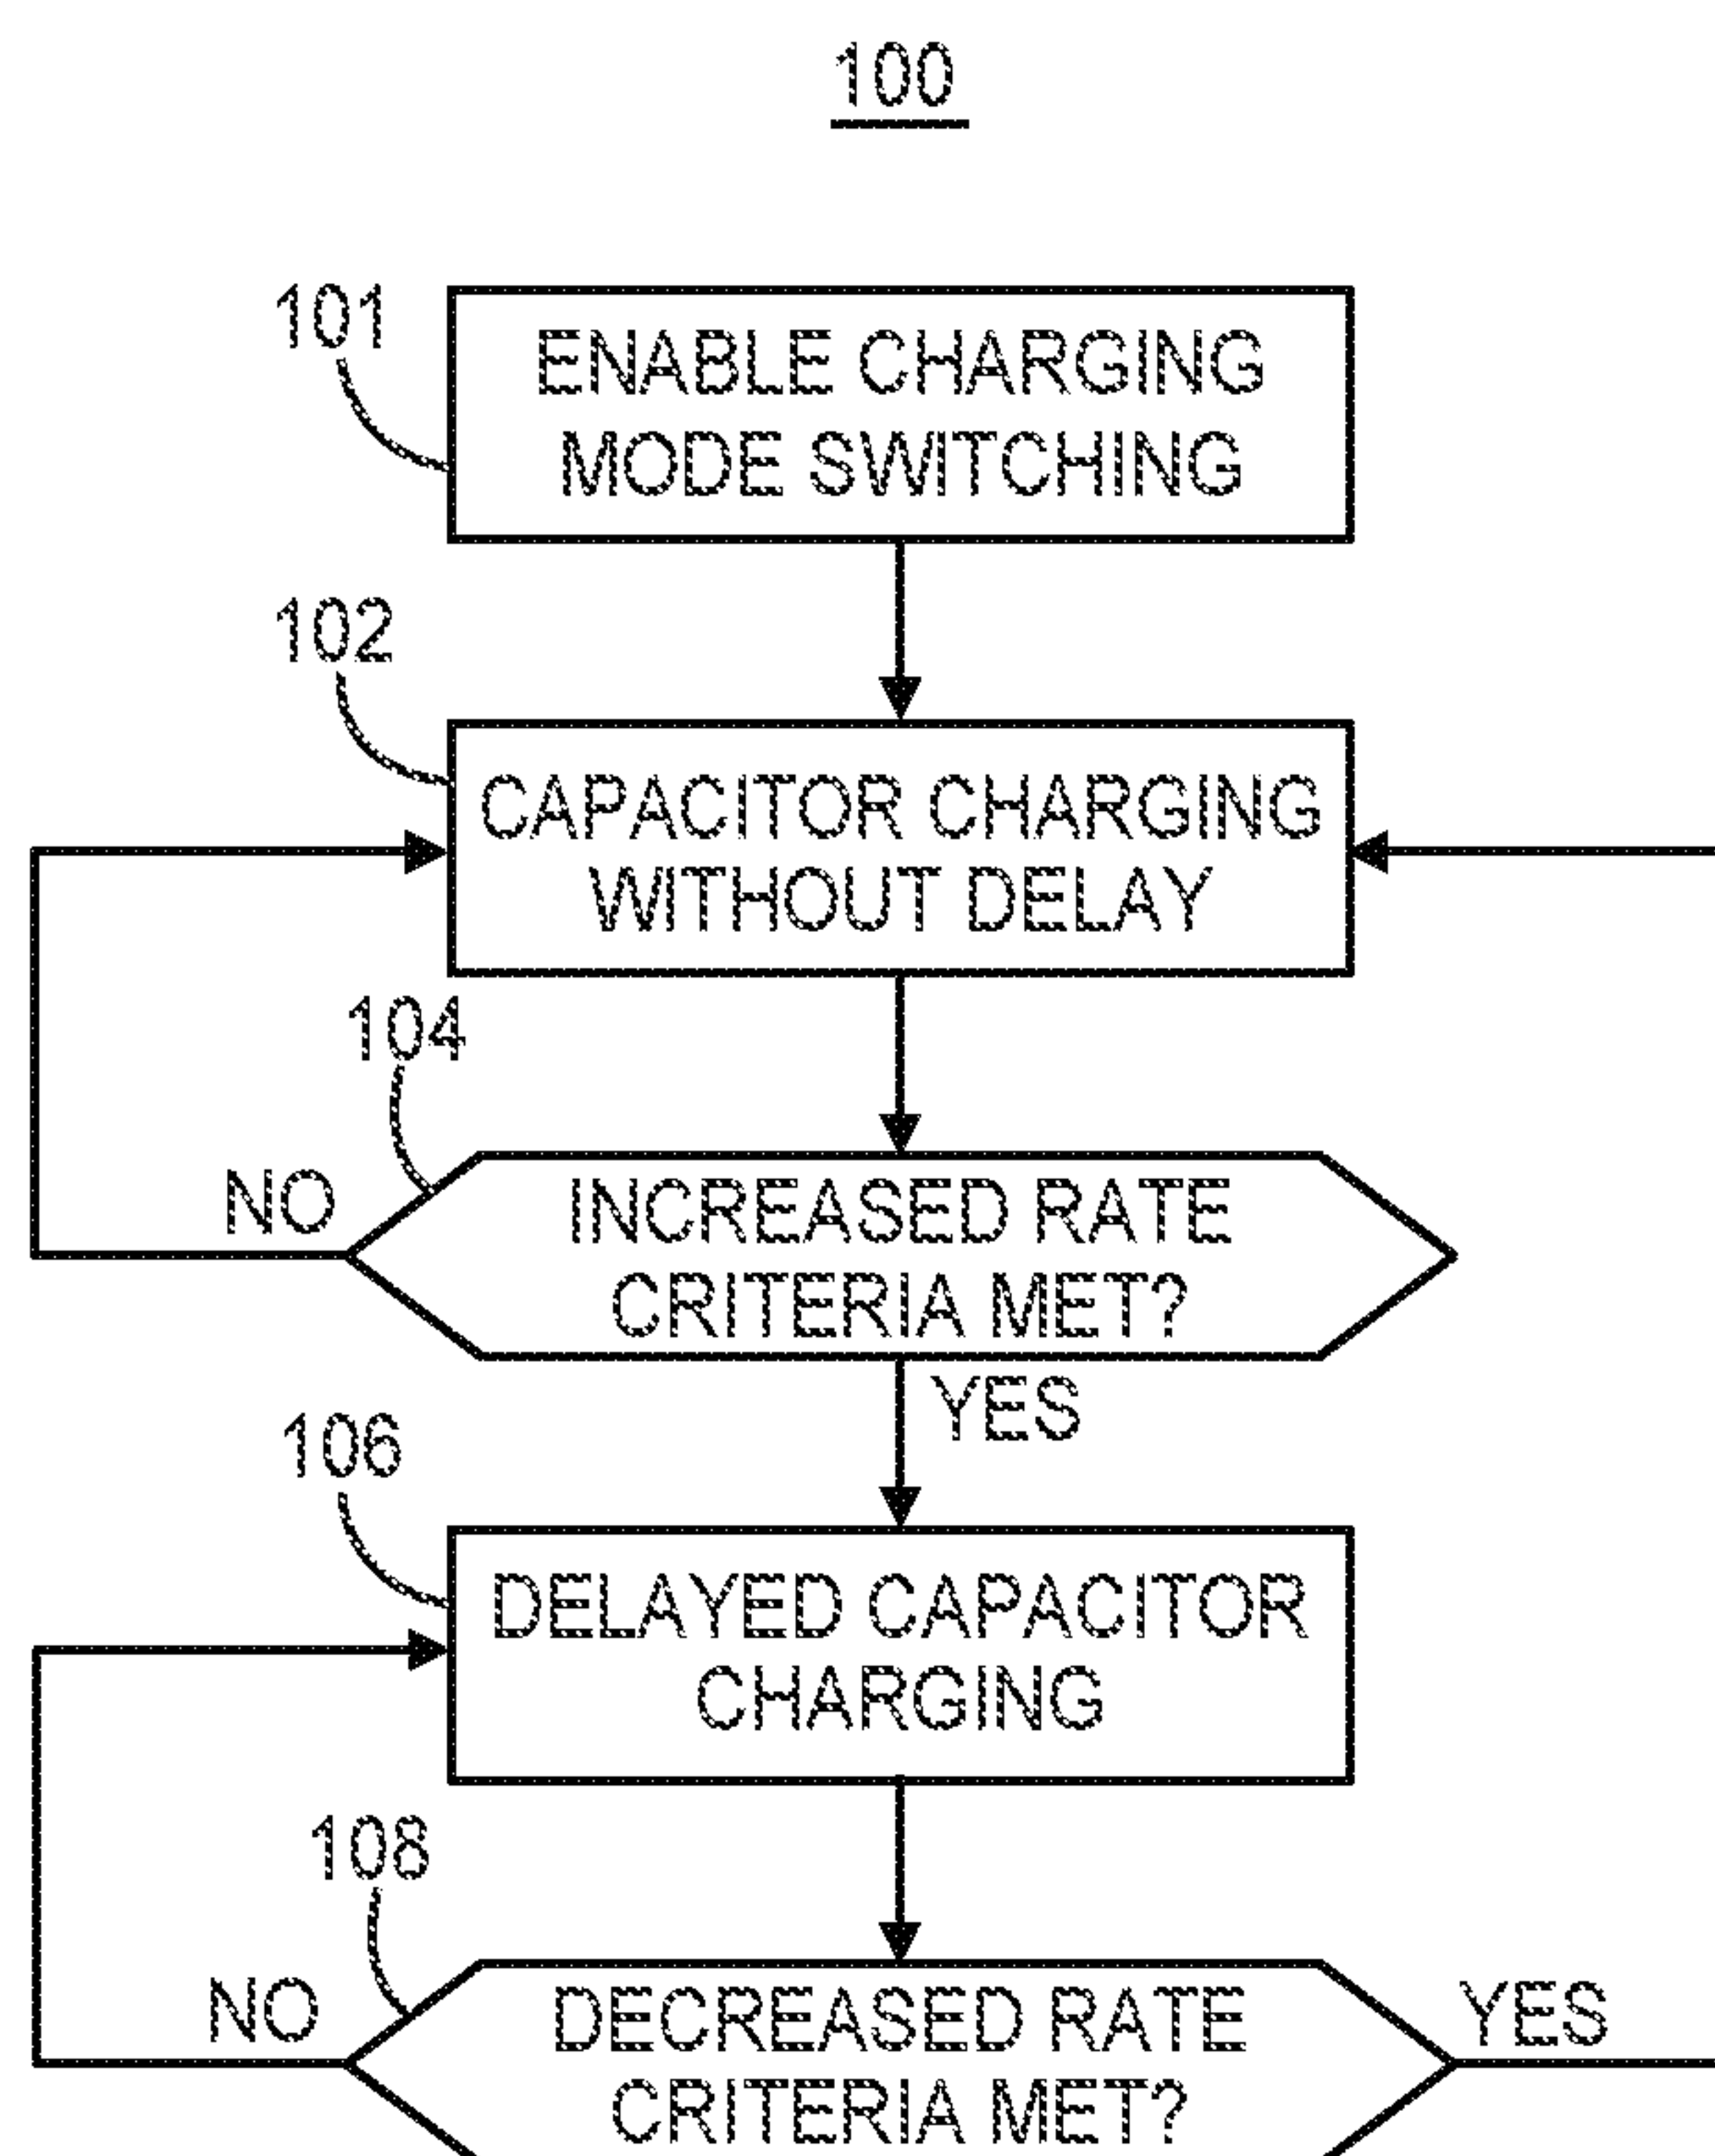 100
101
ENABLE CHARGING
MODE SWITCHING
102
CAPACITOR CHARGING
WITHOUT DELAY
104
NO
INCREASED RATE
CRITERIA MET?
YES
106
DELAYED CAPACITOR
CHARGING
108
NO
DECREASED RATE
CRITERIA MET?
YES